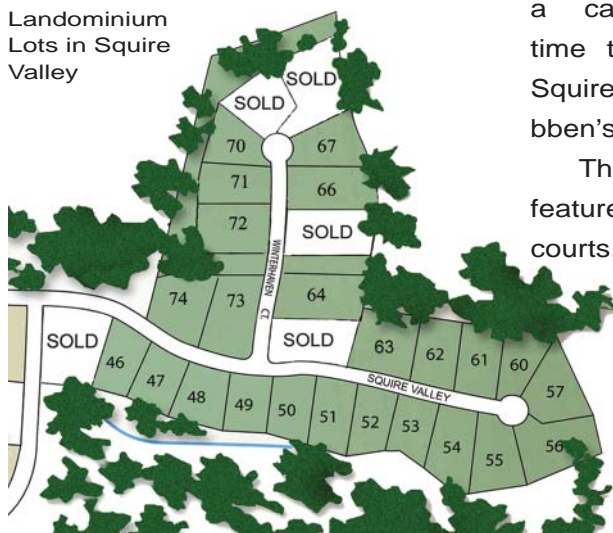 Landominium
Lots in Squire
Valley
a ca
time t
Squire
bben's
Th
feature
courts.
SOLD
SOLD
70
67
71
66
72
SOLD
WINTERHAVEN CT.
74
73
64
SOLD
SOLD
63
62
61
60
57
SQUIRE VALLEY
46
47
48
49
50
51
52
53
54
55
56